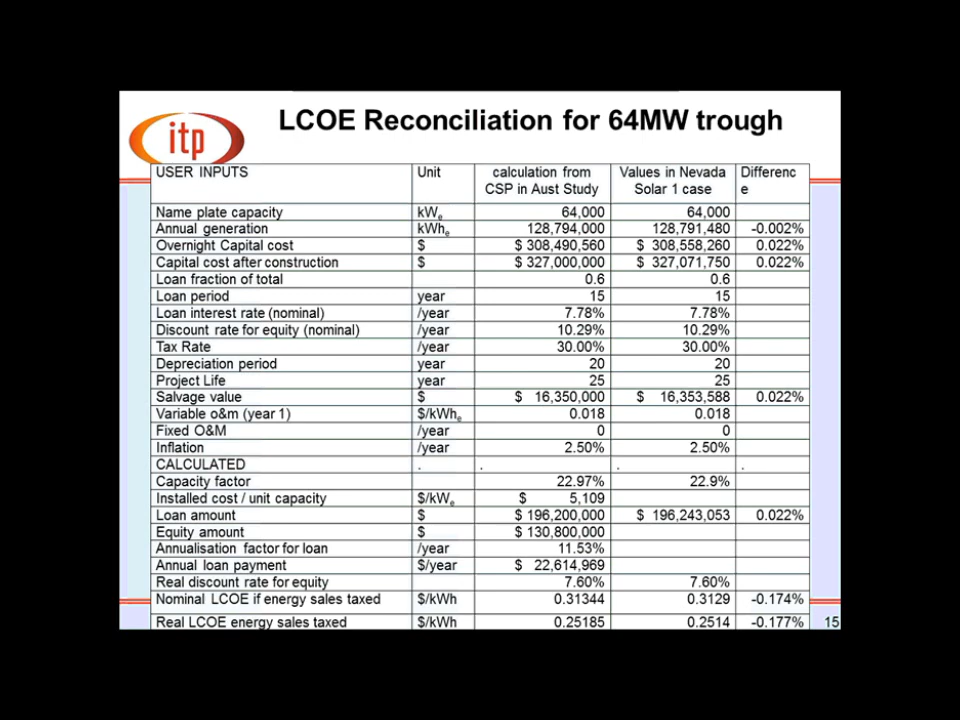 LCOE Reconciliation for 64MW trough
itp
USER INPUTS Unit calculation from CSP in Aust Study Values in Nevada Solar 1 case Differenc e
Name plate capacity kWe 64,000 64,000
Annual generation kWhe 128,794,000 128,791,480 -0.002%
Overnight Capital cost $ $ 308,490,560 $ 308,558,260 0.022%
Capital cost after construction $ $ 327,000,000 $ 327,071,750 0.022%
Loan fraction of total 0.6 0.6
Loan period year 15 15
Loan interest rate (nominal) /year 7.78% 7.78%
Discount rate for equity (nominal) /year 10.29% 10.29%
Tax Rate /year 30.00% 30.00%
Depreciation period year 20 20
Project Life year 25 25
Salvage value $ $ 16,350,000 $ 16,353,588 0.022%
Variable o&m (year 1) $/kWhe 0.018 0.018
Fixed O&M /year 0 0
Inflation /year 2.50% 2.50%
CALCULATED . . . .
Capacity factor 22.97% 22.9%
Installed cost / unit capacity $/kWe $ 5,109
Loan amount $ $ 196,200,000 $ 196,243,053 0.022%
Equity amount $ $ 130,800,000
Annualisation factor for loan /year 11.53%
Annual loan payment $/year $ 22,614,969
Real discount rate for equity 7.60% 7.60%
Nominal LCOE if energy sales taxed $/kWh 0.31344 0.3129 -0.174%
Real LCOE energy sales taxed $/kWh 0.25185 0.2514 -0.177%
15